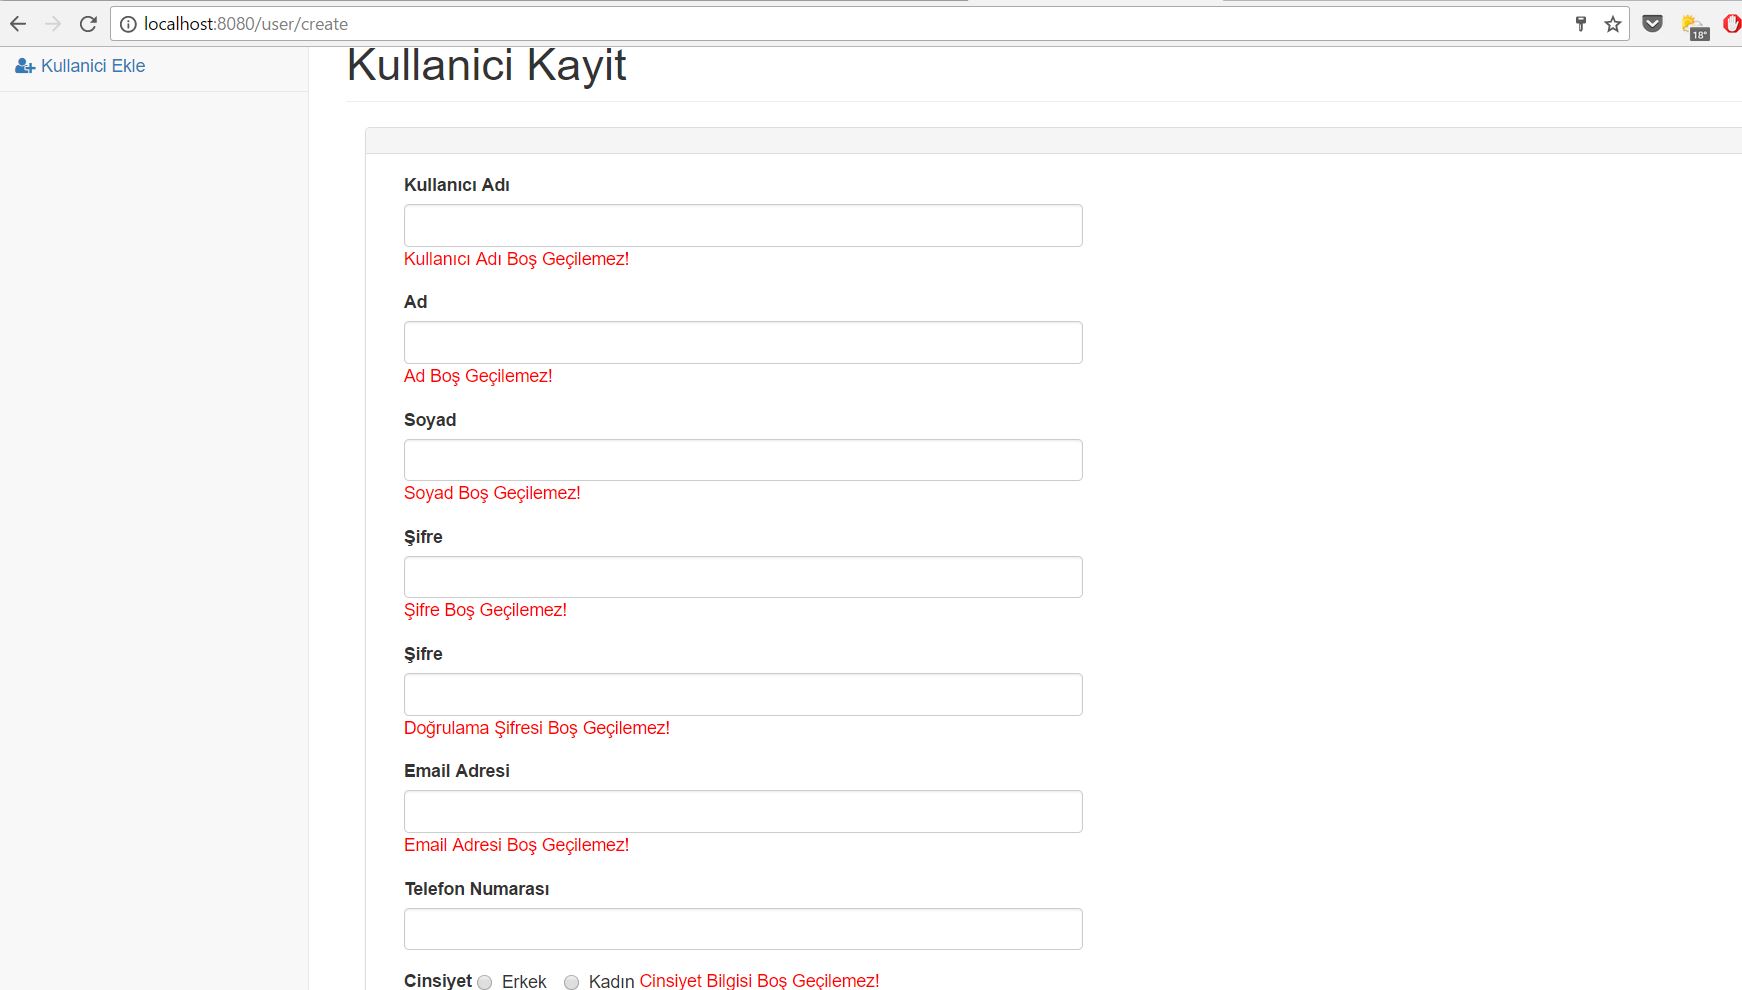 localhost:8080/user/create
18°
Kullanici Ekle
Kullanici Kayit
Kullanıcı Adı
Kullanıcı Adı Boş Geçilemez!
Ad
Ad Boş Geçilemez!
Soyad
Soyad Boş Geçilemez!
Şifre
Şifre Boş Geçilemez!
Şifre
Doğrulama Şifresi Boş Geçilemez!
Email Adresi
Email Adresi Boş Geçilemez!
Telefon Numarası
Cinsiyet Erkek Kadın Cinsiyet Bilgisi Boş Geçilemez!